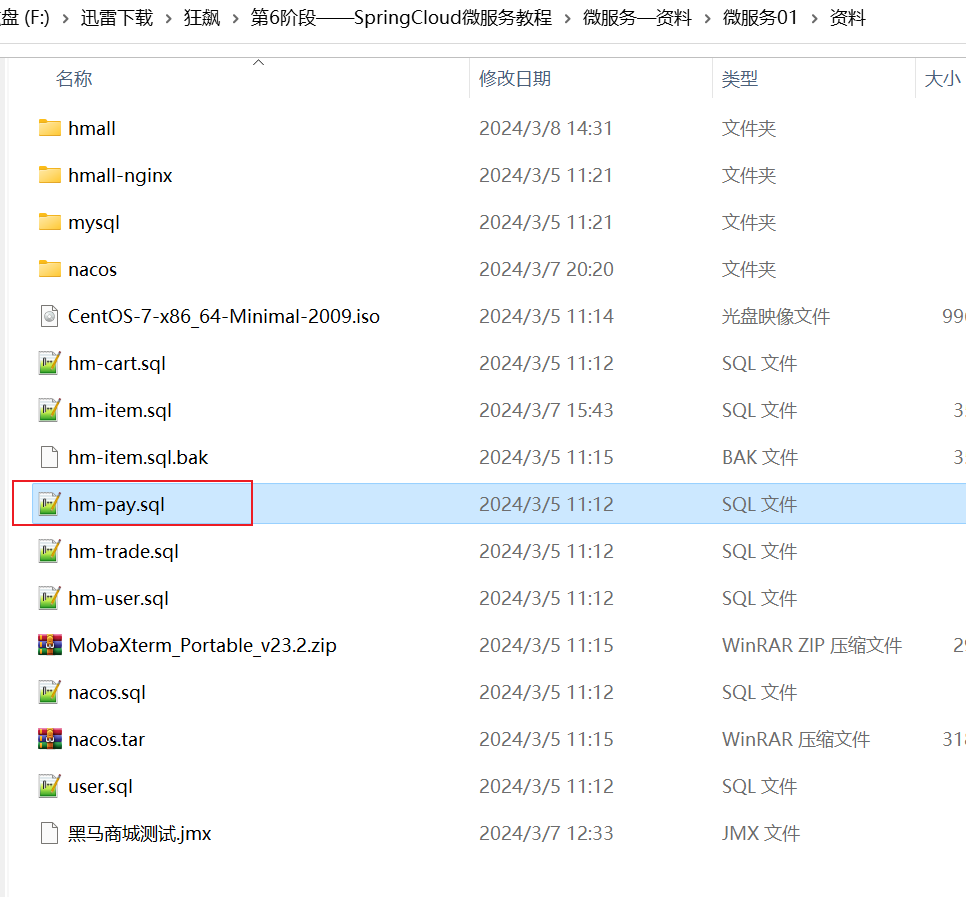 盘 (F:) › 迅雷下载 › 狂飙 › 第6阶段——SpringCloud微服务教程 › 微服务—资料 › 微服务01 › 资料
名称 修改日期 类型 大小
hmall 2024/3/8 14:31 文件夹
hmall-nginx 2024/3/5 11:21 文件夹
mysql 2024/3/5 11:21 文件夹
nacos 2024/3/7 20:20 文件夹
CentOS-7-x86_64-Minimal-2009.iso 2024/3/5 11:14 光盘映像文件 99
hm-cart.sql 2024/3/5 11:12 SQL 文件
hm-item.sql 2024/3/7 15:43 SQL 文件 3
hm-item.sql.bak 2024/3/5 11:15 BAK 文件 3
hm-pay.sql 2024/3/5 11:12 SQL 文件
hm-trade.sql 2024/3/5 11:12 SQL 文件
hm-user.sql 2024/3/5 11:12 SQL 文件
MobaXterm_Portable_v23.2.zip 2024/3/5 11:15 WinRAR ZIP 压缩文件 2
nacos.sql 2024/3/5 11:12 SQL 文件
nacos.tar 2024/3/5 11:15 WinRAR 压缩文件 31
user.sql 2024/3/5 11:12 SQL 文件
黑马商城测试.jmx 2024/3/7 12:33 JMX 文件